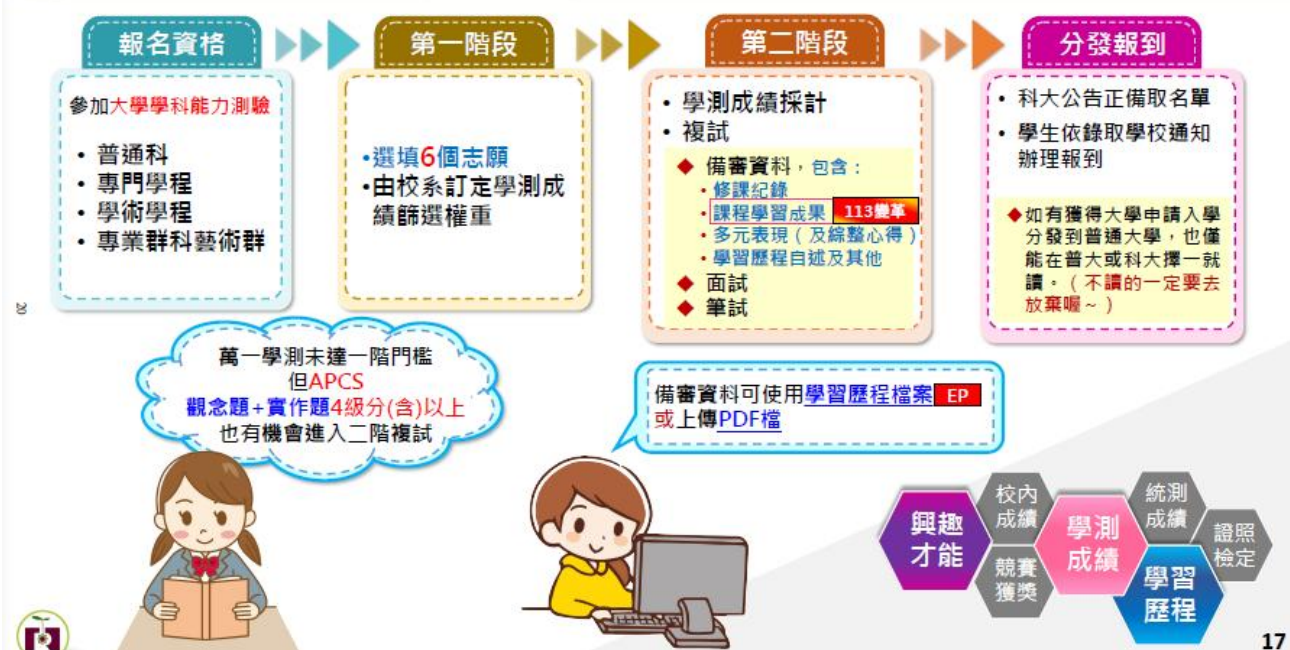 報名資格
參加大學學科能力測驗
• 普通科
• 專門學程
• 學術學程
• 專業群科藝術群
第一階段
•選填6個志願
•由校系訂定學測成
績篩選權重
第二階段
• 學測成績採計
• 複試
◆ 備審資料，包含：
• 修課紀錄
• 課程學習成果 113變革
• 多元表現（及綜整心得）
• 學習歷程自述及其他
◆ 面試
◆ 筆試
分發報到
• 科大公告正備取名單
• 學生依錄取學校通知
辦理報到
◆如有獲得大學申請入學
分發到普通大學，也僅
能在普大或科大擇一就
讀。（不讀的一定要去
放棄喔~）
萬一學測未達一階門檻
但APCS
觀念題+實作題4級分(含)以上
也有機會進入二階複試
備審資料可使用學習歷程檔案 EP
或上傳PDF檔
興趣
才能
校內
成績
競賽
獲獎
學測
成績
統測
成績
學習
歷程
證照
檢定
17